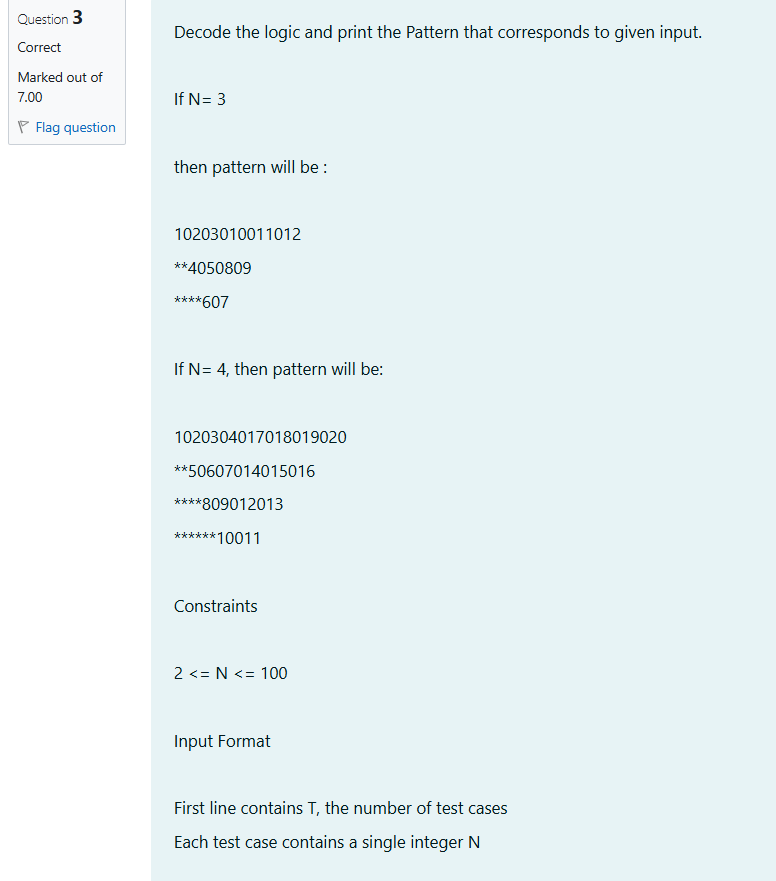 Question 3
Correct
Marked out of
7.00
Flag question
Decode the logic and print the Pattern that corresponds to given input.
If N= 3
then pattern will be :
10203010011012
**4050809
****607
If N= 4, then pattern will be:
1020304017018019020
**50607014015016
****809012013
******10011
Constraints
2 <= N <= 100
Input Format
First line contains T, the number of test cases
Each test case contains a single integer N